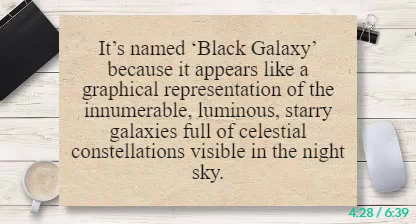 It’s named ‘Black Galaxy’
because it appears like a
graphical representation of the
innumerable, luminous, starry
galaxies full of celestial
constellations visible in the night
sky.
4:28 / 6:39